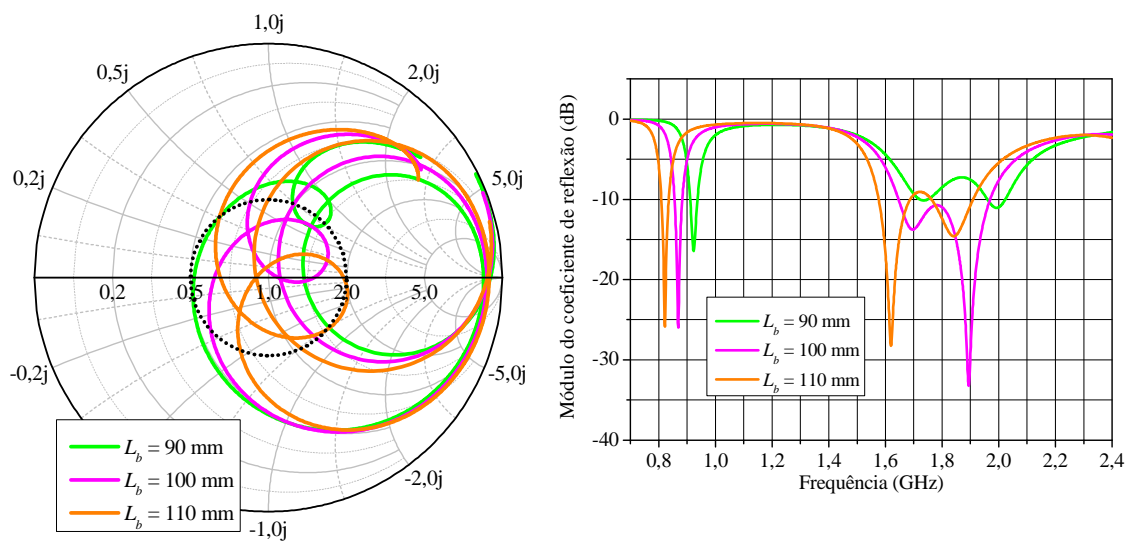 1,0j
0,5j
2,0j
0,2j
5,0j
0,2
0,5
1,0
2,0
5,0
-0,2j
-5,0j
-2,0j
-1,0j
L_b = 90 mm
L_b = 100 mm
L_b = 110 mm
Módulo do coeficiente de reflexão (dB)
0
-10
-20
-30
-40
L_b = 90 mm
L_b = 100 mm
L_b = 110 mm
0,8
1,0
1,2
1,4
1,6
1,8
2,0
2,2
2,4
Frequência (GHz)